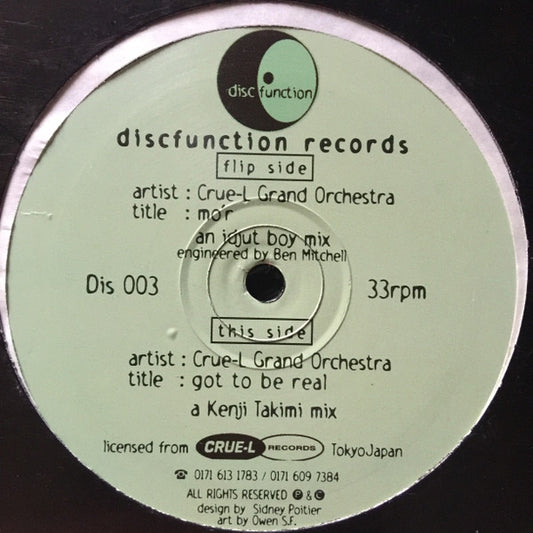 disc function
discfunction records
flip side
artist : Crue-L Grand Orchestra
title : mo'r
an idjut boy mix
engineered by Ben Mitchell
Dis 003 33rpm
this side
artist : Crue-L Grand Orchestra
title : got to be real
a Kenji Takimi mix
licensed from CRUE-L RECORDS TokyoJapan
☎ 0171 613 1783 / 0171 609 7384
ALL RIGHTS RESERVED Ⓟ & ©
design by Sidney Poitier
art by Owen S.F.